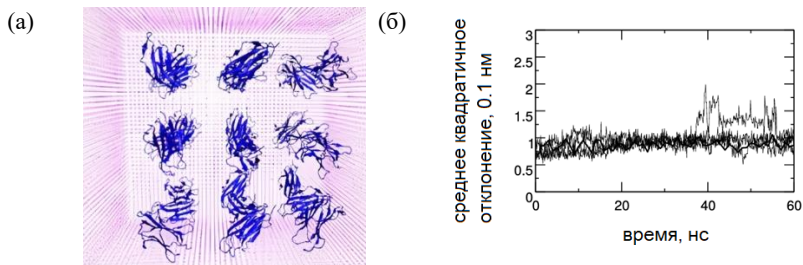 (а)
(б)
среднее квадратичное
отклонение, 0.1 нм
3
2.5
2
1.5
1
0.5
0
0
20
40
60
время, нс